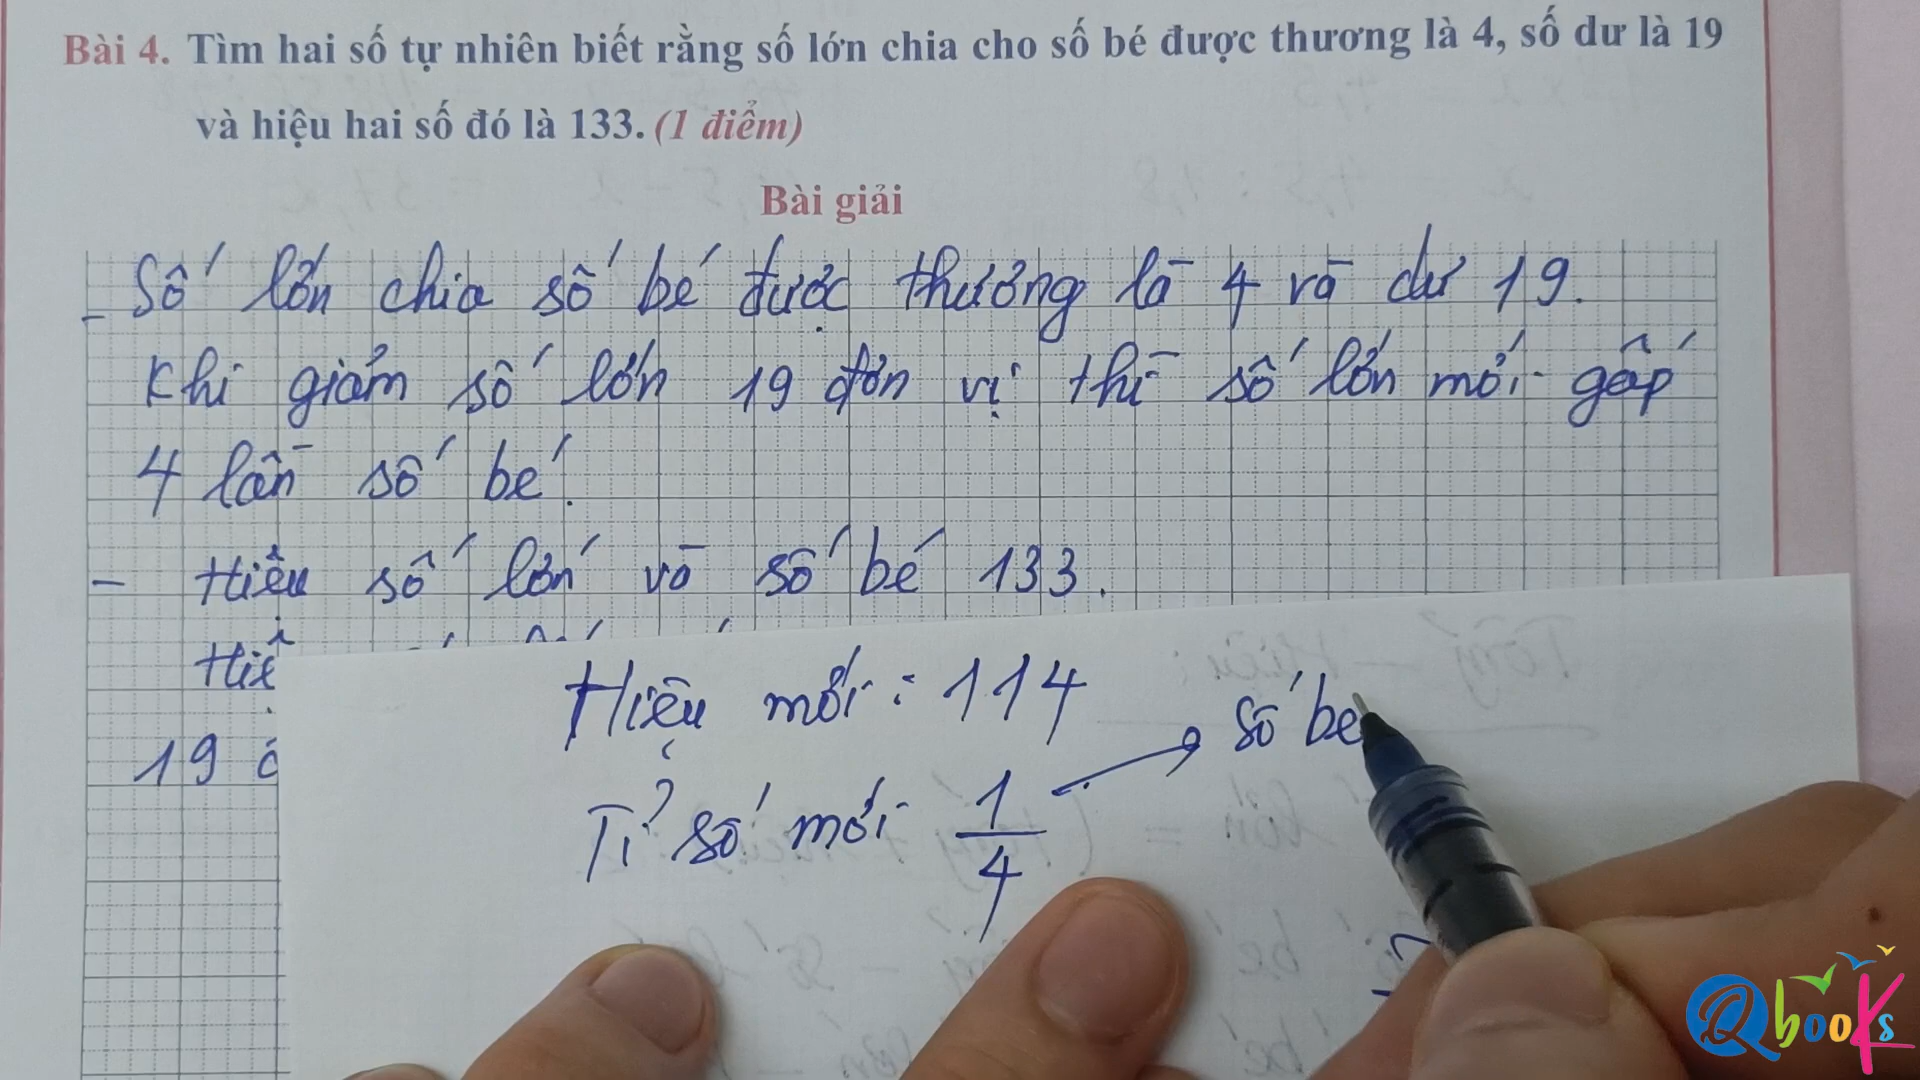 Bài 4. Tìm hai số tự nhiên biết rằng số lớn chia cho số bé được thương là 4, số dư là 19
và hiệu hai số đó là 133. (1 điểm)
Bài giải
- Số lớn chia số bé được thương là 4 và dư 19.
Khi giảm số lớn 19 đơn vị thì số lớn mới gấp
4 lần số bé.
- Hiệu số lớn và số bé 133.
19
Hiệu mới: 114
Tỉ số mới 1/4 → số bé
Qbooks